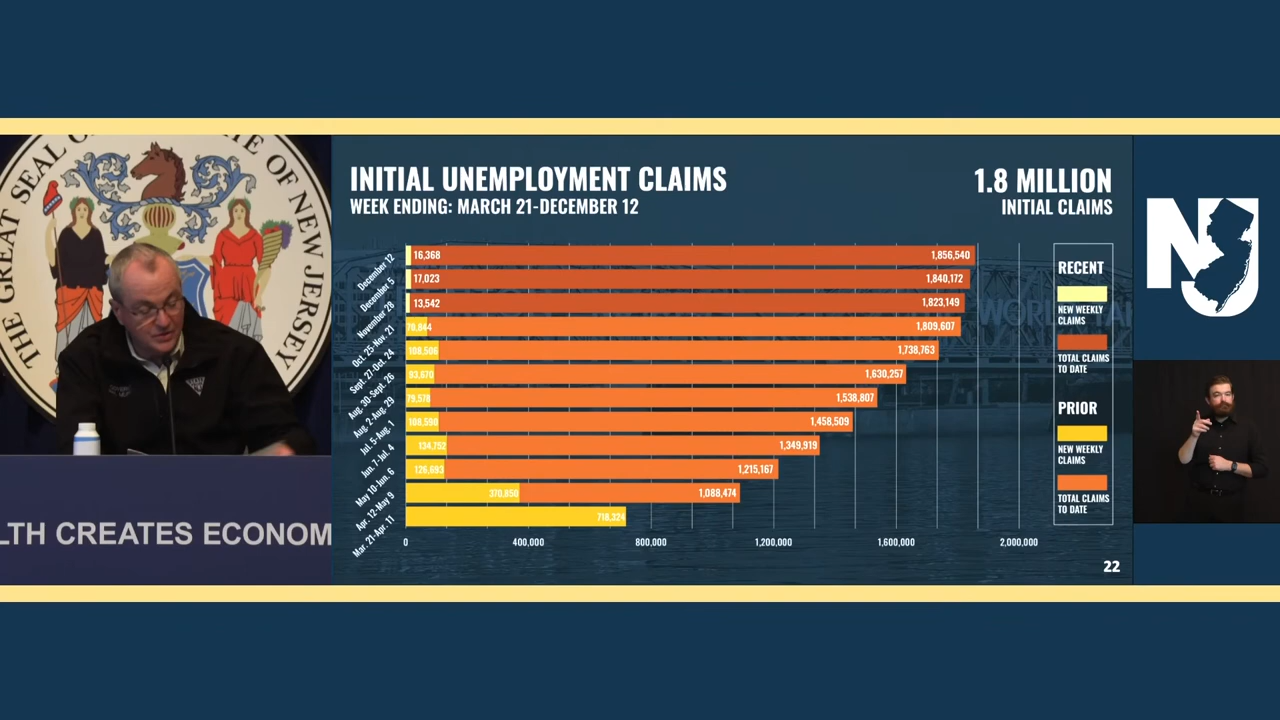 THE GREAT SEAL OF THE OF NEW JERSEY
LTH CREATES ECONOM
INITIAL UNEMPLOYMENT CLAIMS
WEEK ENDING: MARCH 21-DECEMBER 12
1.8 MILLION
INITIAL CLAIMS
December 12 16,368 1,856,540
December 5 17,023 1,840,172
November 28 13,542 1,823,149
Oct. 25-Nov. 21 70,844 1,809,607
Sept. 27-Oct. 24 108,506 1,738,763
Aug. 30-Sept. 26 93,670 1,630,257
Aug. 2-Aug. 29 79,578 1,538,807
Jul. 5-Aug. 1 108,590 1,458,509
Jun. 7-Jul. 4 134,752 1,349,919
May 10-Jun. 6 126,693 1,215,167
Apr. 12-May 9 370,850 1,088,474
Mar. 21-Apr. 11 718,324
0 400,000 800,000 1,200,000 1,600,000 2,000,000
RECENT
NEW WEEKLY
CLAIMS
TOTAL CLAIMS
TO DATE
PRIOR
NEW WEEKLY
CLAIMS
TOTAL CLAIMS
TO DATE
22
NJ